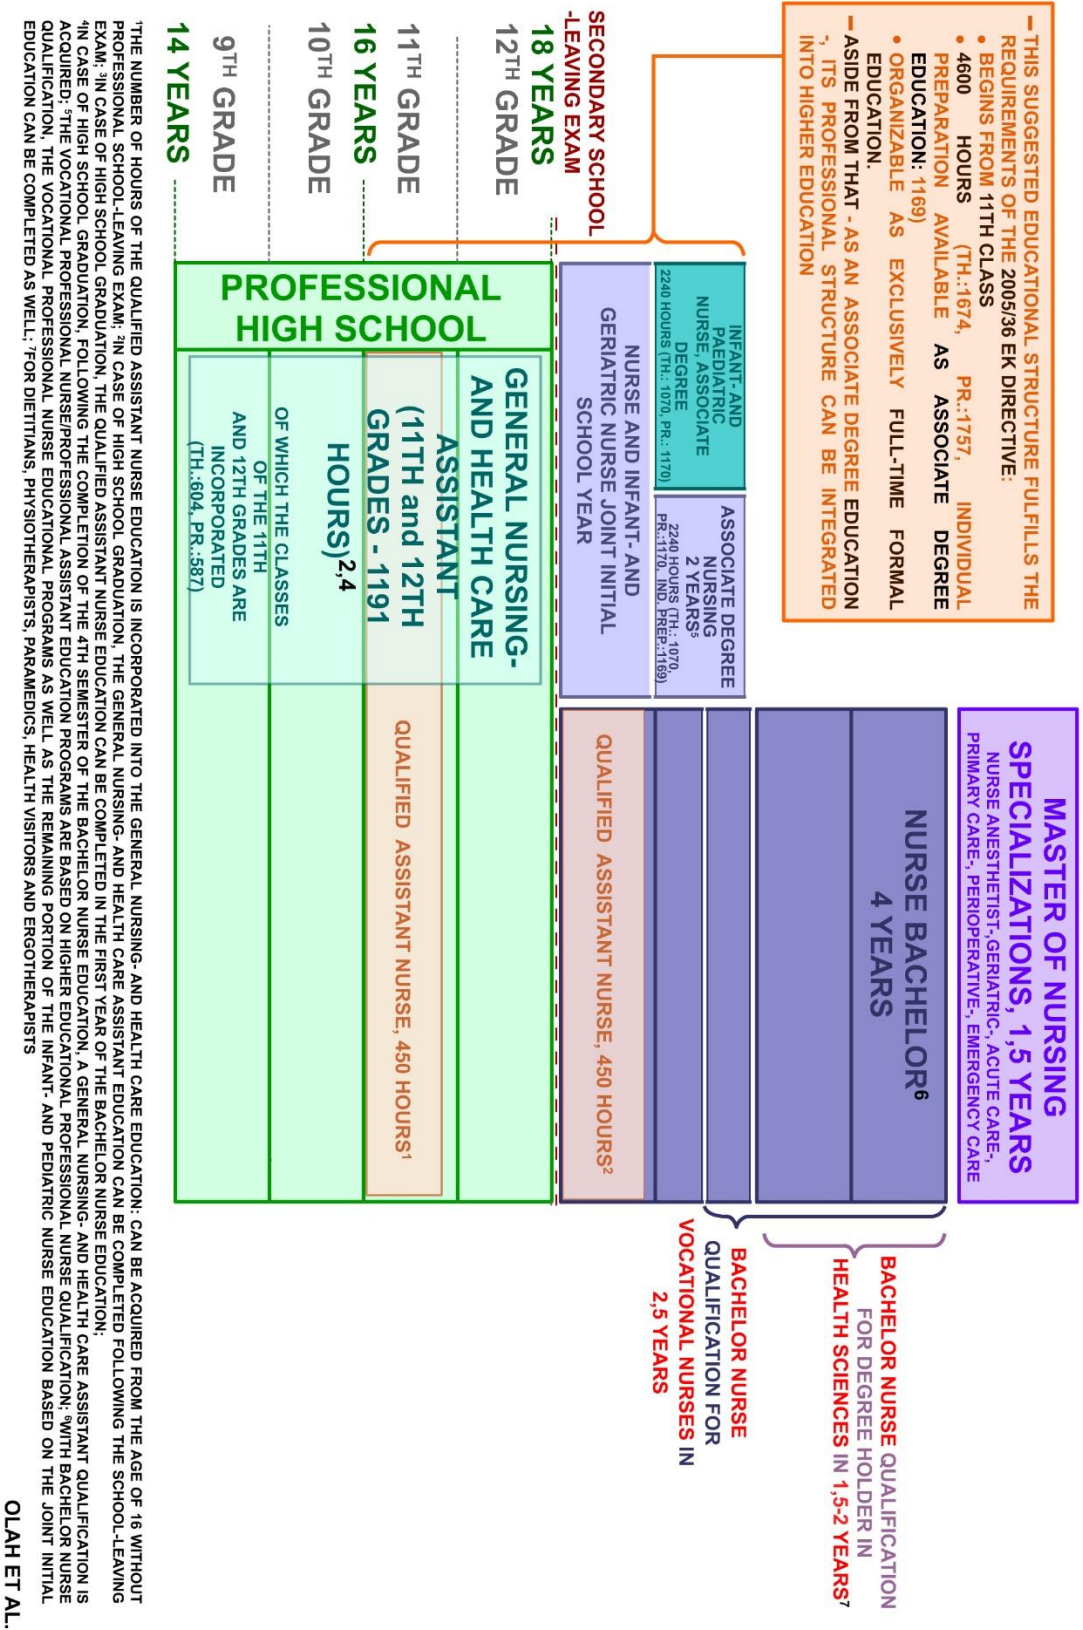 – THIS SUGGESTED EDUCATIONAL STRUCTURE FULFILLS THE
REQUIREMENTS OF THE 2005/36 EK DIRECTIVE:
• BEGINS FROM 11TH CLASS
• 4600 HOURS (TH.:1674, PR.:1757, INDIVIDUAL
PREPARATION AVAILABLE AS ASSOCIATE DEGREE
EDUCATION: 1169)
• ORGANIZABLE AS EXCLUSIVELY FULL-TIME FORMAL
EDUCATION.
– ASIDE FROM THAT - AS AN ASSOCIATE DEGREE EDUCATION
-, ITS PROFESSIONAL STRUCTURE CAN BE INTEGRATED
INTO HIGHER EDUCATION
MASTER OF NURSING
SPECIALIZATIONS, 1,5 YEARS
NURSE ANESTHETIST-,GERIATRIC-, ACUTE CARE-,
PRIMARY CARE-, PERIOPERATIVE-, EMERGENCY CARE
NURSE BACHELOR⁶
4 YEARS
BACHELOR NURSE QUALIFICATION
FOR DEGREE HOLDER IN
HEALTH SCIENCES IN 1,5-2 YEARS⁷
BACHELOR NURSE
QUALIFICATION FOR
VOCATIONAL NURSES IN
2,5 YEARS
INFANT- AND
PAEDIATRIC
NURSE, ASSOCIATE
DEGREE
2240 HOURS (TH.: 1070, PR.: 1170)
ASSOCIATE DEGREE
NURSING
2 YEARS⁵
2240 HOURS (TH.: 1070,
PR.:1170, IND. PREP.:1169)
NURSE AND INFANT- AND
GERIATRIC NURSE JOINT INITIAL
SCHOOL YEAR
QUALIFIED ASSISTANT NURSE, 450 HOURS²
SECONDARY SCHOOL
-LEAVING EXAM
18 YEARS
12TH GRADE
11TH GRADE
16 YEARS
10TH GRADE
9TH GRADE
14 YEARS
PROFESSIONAL
HIGH SCHOOL
GENERAL NURSING-
AND HEALTH CARE
ASSISTANT
(11TH and 12TH
GRADES - 1191
HOURS)²,⁴
OF WHICH THE CLASSES
OF THE 11TH
AND 12TH GRADES ARE
INCORPORATED
(TH.:604, PR.:587)
QUALIFIED ASSISTANT NURSE, 450 HOURS¹
¹THE NUMBER OF HOURS OF THE QUALIFIED ASSISTANT NURSE EDUCATION IS INCORPORATED INTO THE GENERAL NURSING- AND HEALTH CARE EDUCATION: CAN BE ACQUIRED FROM THE AGE OF 16 WITHOUT
PROFESSIONAL SCHOOL-LEAVING EXAM; ²IN CASE OF HIGH SCHOOL GRADUATION, THE GENERAL NURSING- AND HEALTH CARE ASSISTANT EDUCATION CAN BE COMPLETED FOLLOWING THE SCHOOL-LEAVING
EXAM; ³IN CASE OF HIGH SCHOOL GRADUATION, THE QUALIFIED ASSISTANT NURSE EDUCATION CAN BE COMPLETED IN THE FIRST YEAR OF THE BACHELOR NURSE EDUCATION;
⁴IN CASE OF HIGH SCHOOL GRADUATION, FOLLOWING THE COMPLETION OF THE 4TH SEMESTER OF THE BACHELOR NURSE EDUCATION, A GENERAL NURSING- AND HEALTH CARE ASSISTANT QUALIFICATION IS
ACQUIRED; ⁵THE VOCATIONAL PROFESSIONAL NURSE/PROFESSIONAL ASSISTANT EDUCATION PROGRAMS ARE BASED ON HIGHER EDUCATIONAL PROFESSIONAL NURSE QUALIFICATION; ⁶WITH BACHELOR NURSE
QUALIFICATION, THE VOCATIONAL PROFESSIONAL NURSE EDUCATIONAL PROGRAMS AS WELL AS THE REMAINING PORTION OF THE INFANT- AND PEDIATRIC NURSE EDUCATION BASED ON THE JOINT INITIAL
EDUCATION CAN BE COMPLETED AS WELL; ⁷FOR DIETITIANS, PHYSIOTHERAPISTS, PARAMEDICS, HEALTH VISITORS AND ERGOTHERAPISTS
OLAH ET AL.